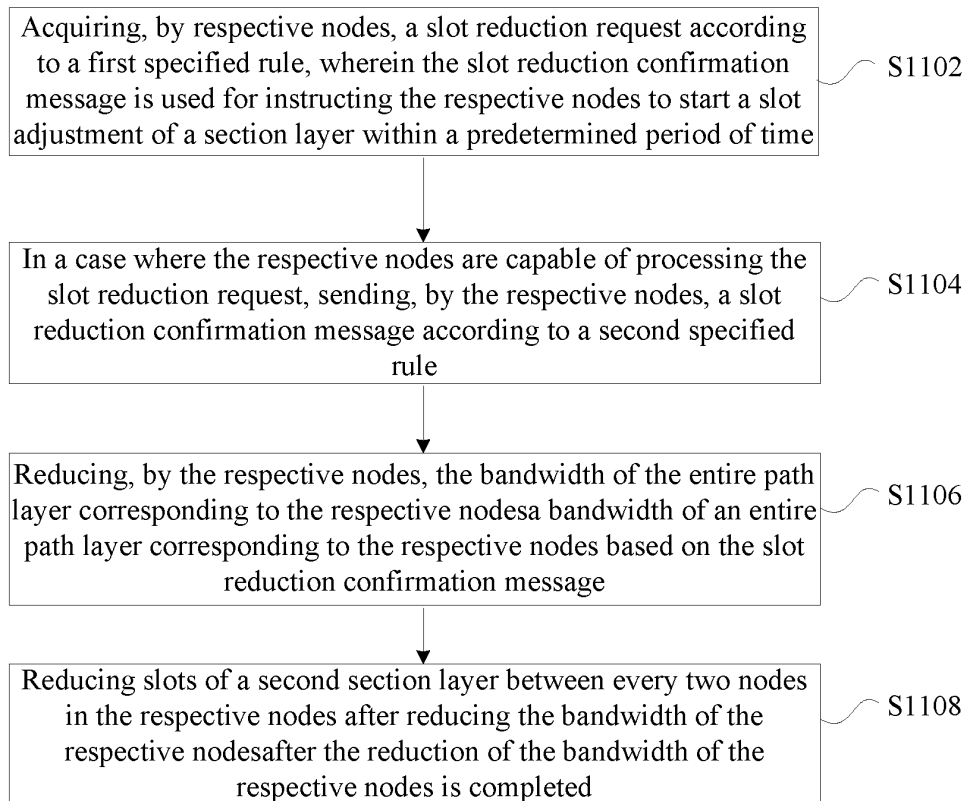 Acquiring, by respective nodes, a slot reduction request according
to a first specified rule, wherein the slot reduction confirmation
message is used for instructing the respective nodes to start a slot
adjustment of a section layer within a predetermined period of time
S1102
In a case where the respective nodes are capable of processing the
slot reduction request, sending, by the respective nodes, a slot
reduction confirmation message according to a second specified
rule
S1104
Reducing, by the respective nodes, the bandwidth of the entire path
layer corresponding to the respective nodesa bandwidth of an entire
path layer corresponding to the respective nodes based on the slot
reduction confirmation message
S1106
Reducing slots of a second section layer between every two nodes
in the respective nodes after reducing the bandwidth of the
respective nodesafter the reduction of the bandwidth of the
respective nodes is completed
S1108